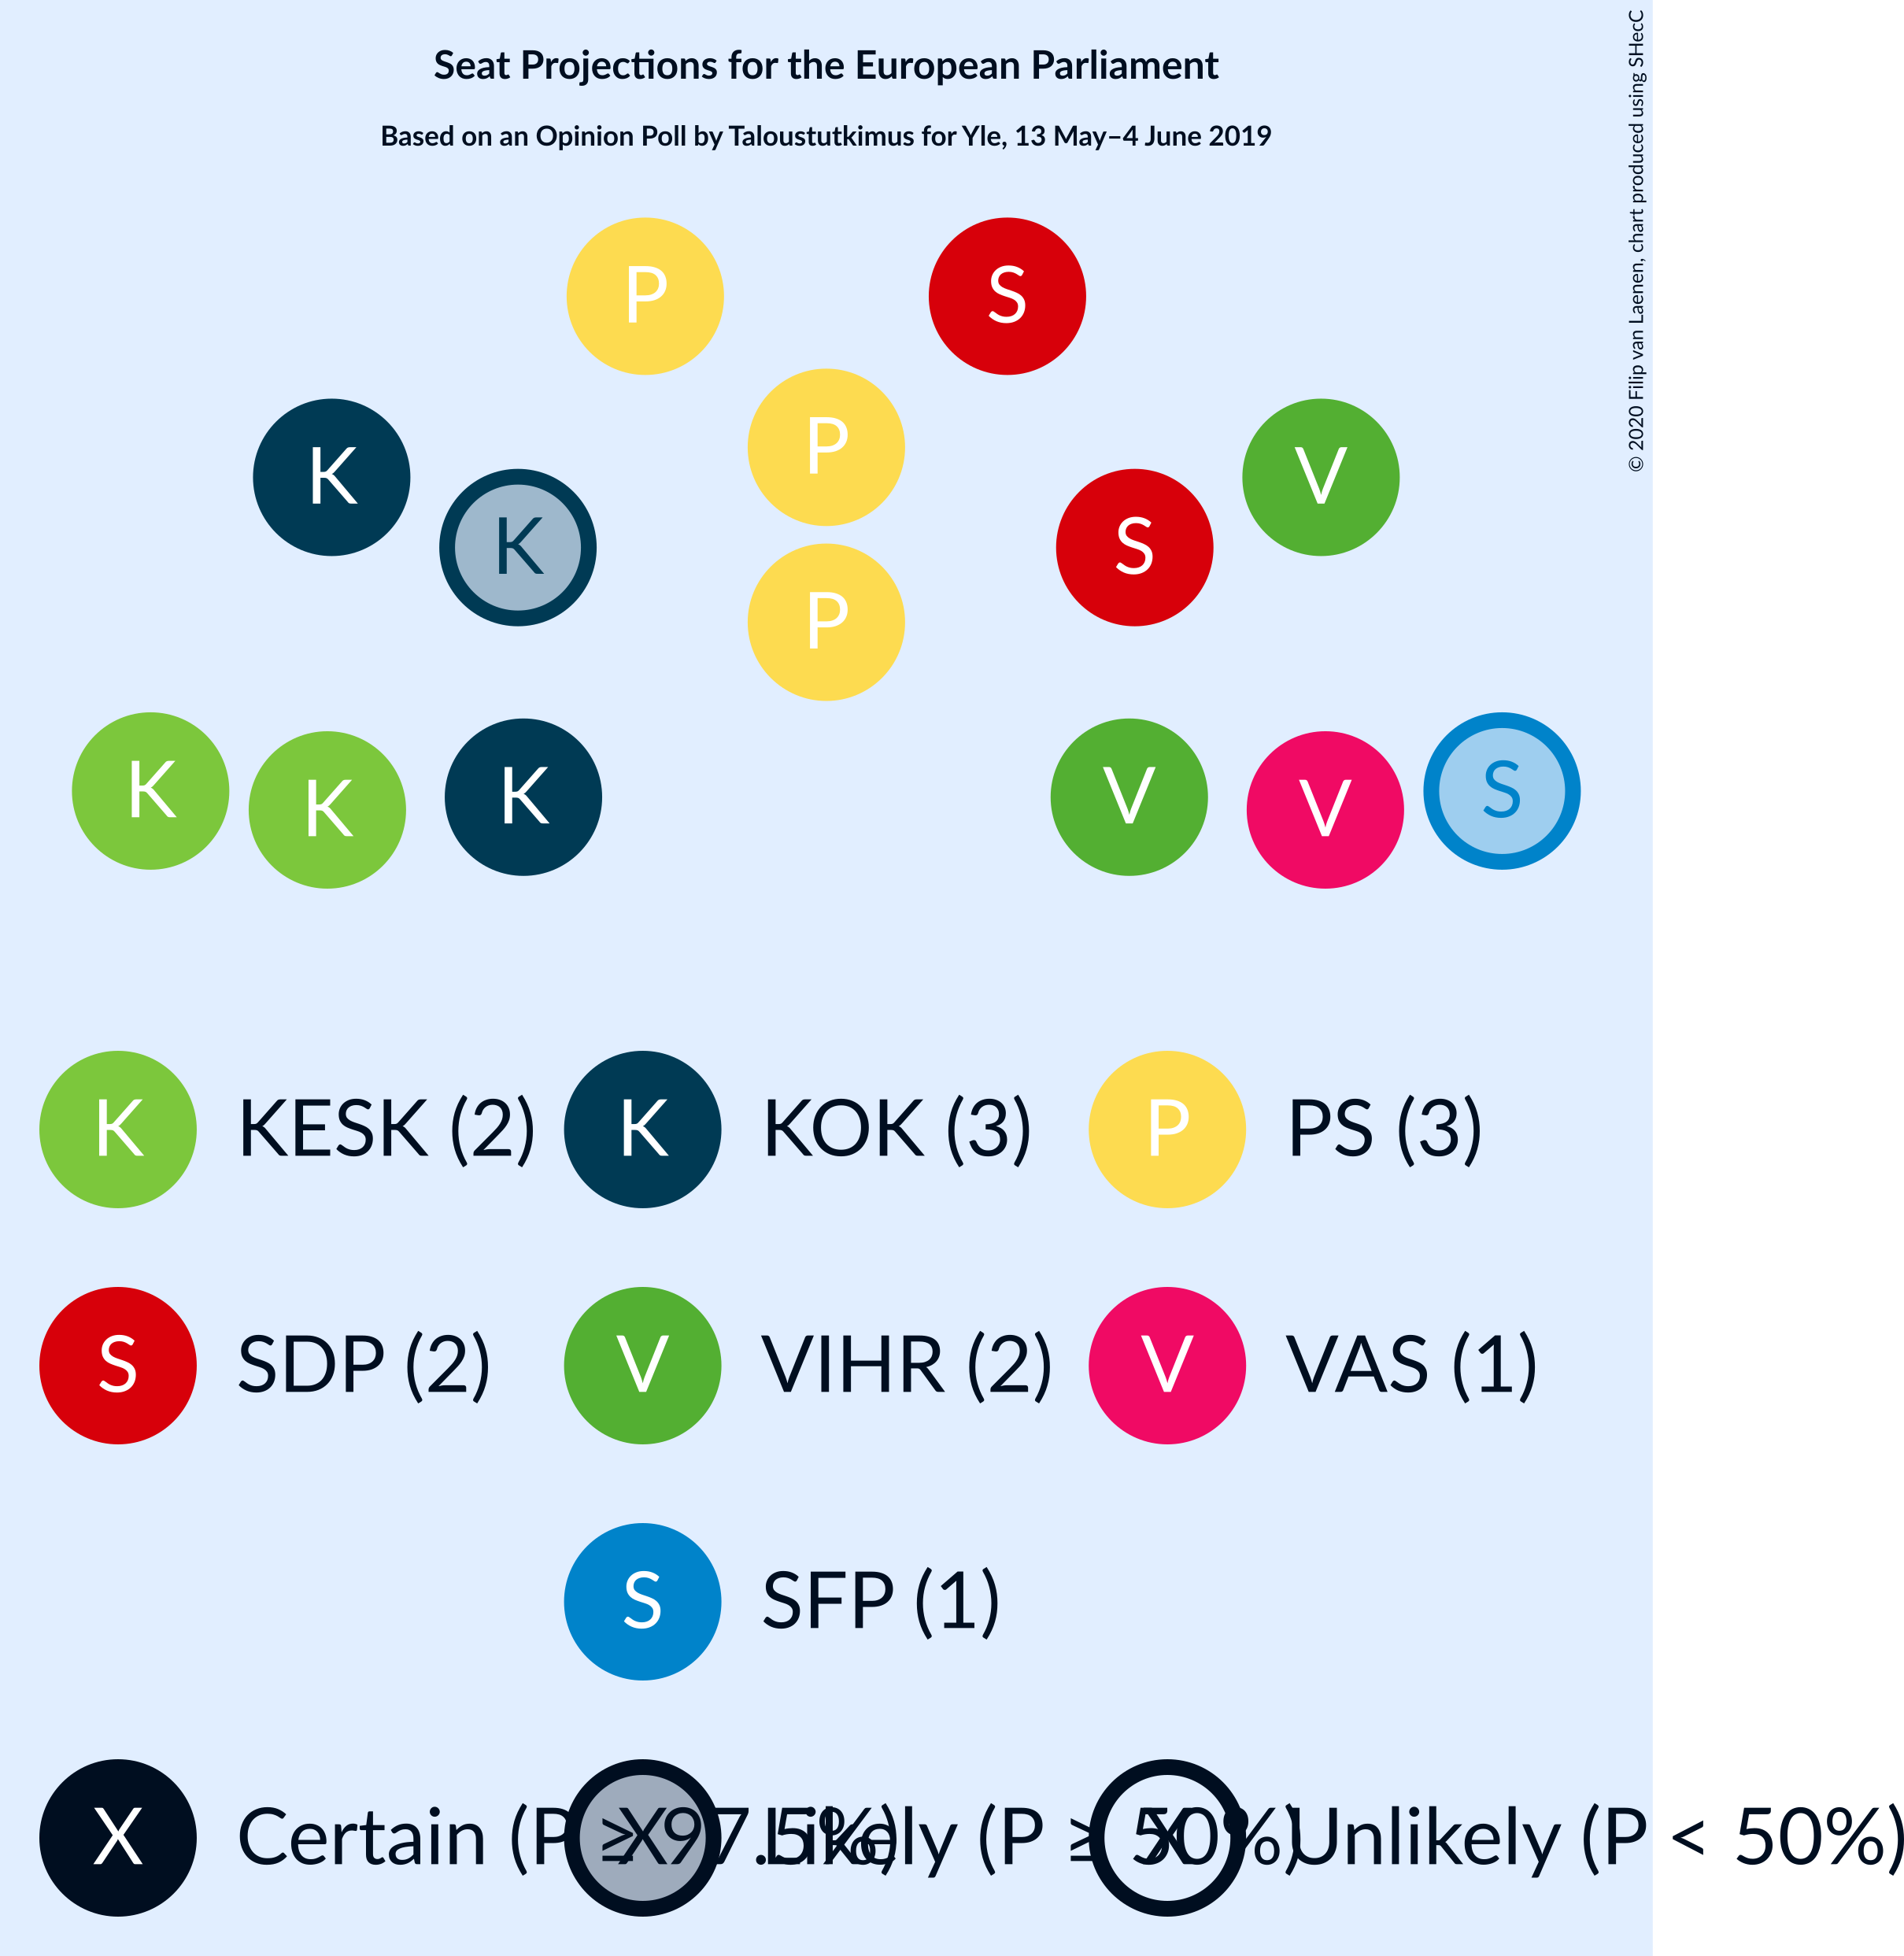 Seat Projections for the European Parliament
Based on an Opinion Poll by Taloustutkimus for Yle, 13 May–4 June 2019
© 2020 Filip van Laenen, chart produced using SHecC
P S
K K P S V
P
K K K V V S
K KESK (2) K KOK (3) P PS (3)
S SDP (2) V VIHR (2) V VAS (1)
S SFP (1)
X Certain (P ≥ 97.5%) X Likely (P ≥ 50%) X Unlikely (P < 50%)